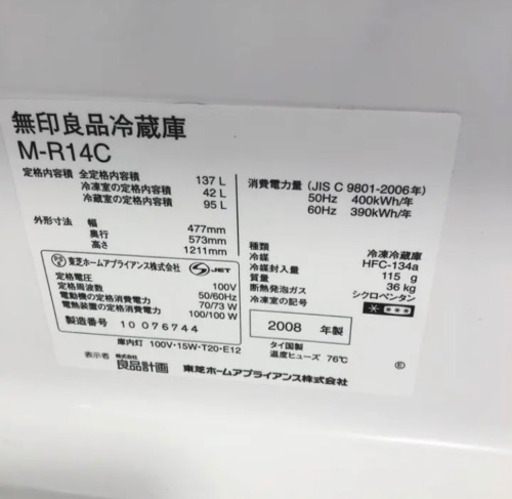 無印良品冷蔵庫
M-R14C
定格内容積 全定格内容積 137 L
冷凍室の定格内容積 42 L
冷蔵室の定格内容積 95 L
外形寸法 幅 477mm
奥行 573mm
高さ 1211mm
東芝ホームアプライアンス株式会社 S JET
定格電圧 100V
定格周波数 50/60Hz
電動機の定格消費電力 70/73 W
電熱装置の定格消費電力 100/100 W
製造番号 10 076744
庫内灯 100V・15W・T20・E12
消費電力量 (JIS C 9801-2006年)
50Hz 400kWh/年
60Hz 390kWh/年
種類 冷凍冷蔵庫
冷媒 HFC-134a
冷媒封入量 115 g
質量 36 kg
断熱発泡ガス シクロペンタン
冷凍室の記号
2008 年製
タイ国製
温度ヒューズ 76℃
表示者 株式会社 良品計画 東芝ホームアプライアンス株式会社 Ⓔ